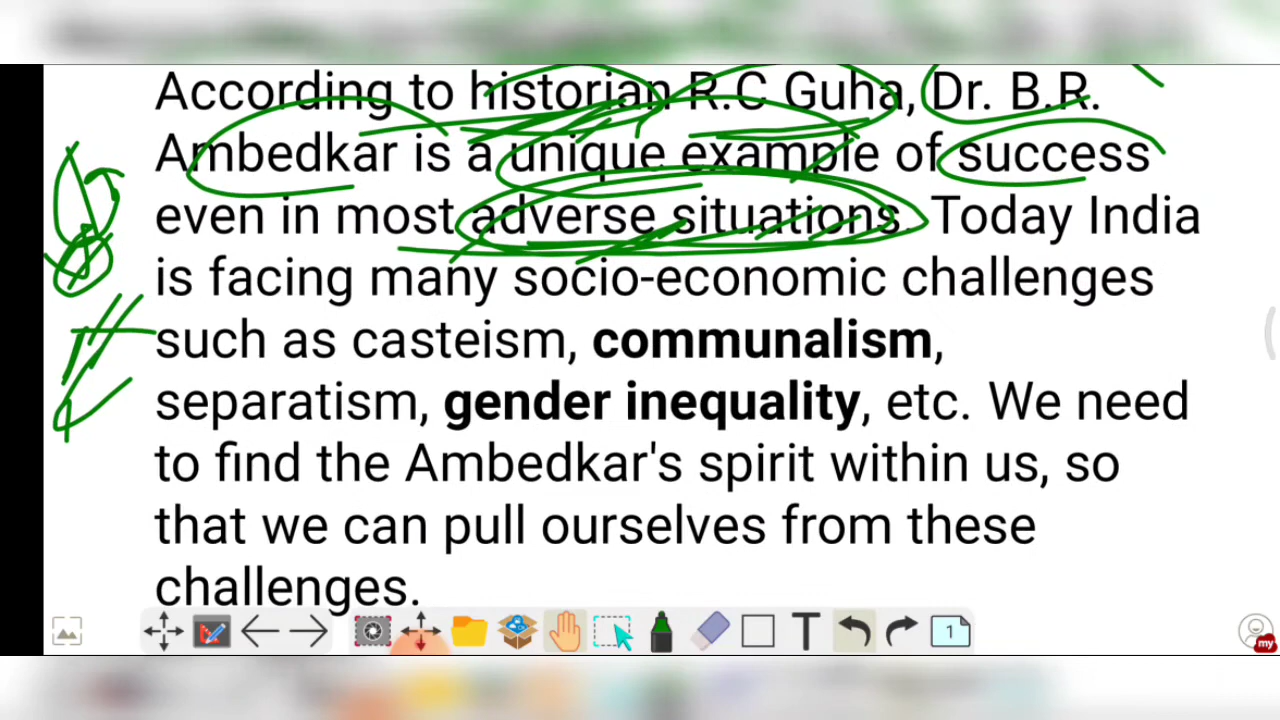 According to historian R.C Guha, Dr. B.R.
Ambedkar is a unique example of success
even in most adverse situations. Today India
is facing many socio-economic challenges
such as casteism, communalism,
separatism, gender inequality, etc. We need
to find the Ambedkar's spirit within us, so
that we can pull ourselves from these
challenges.
T
1
my